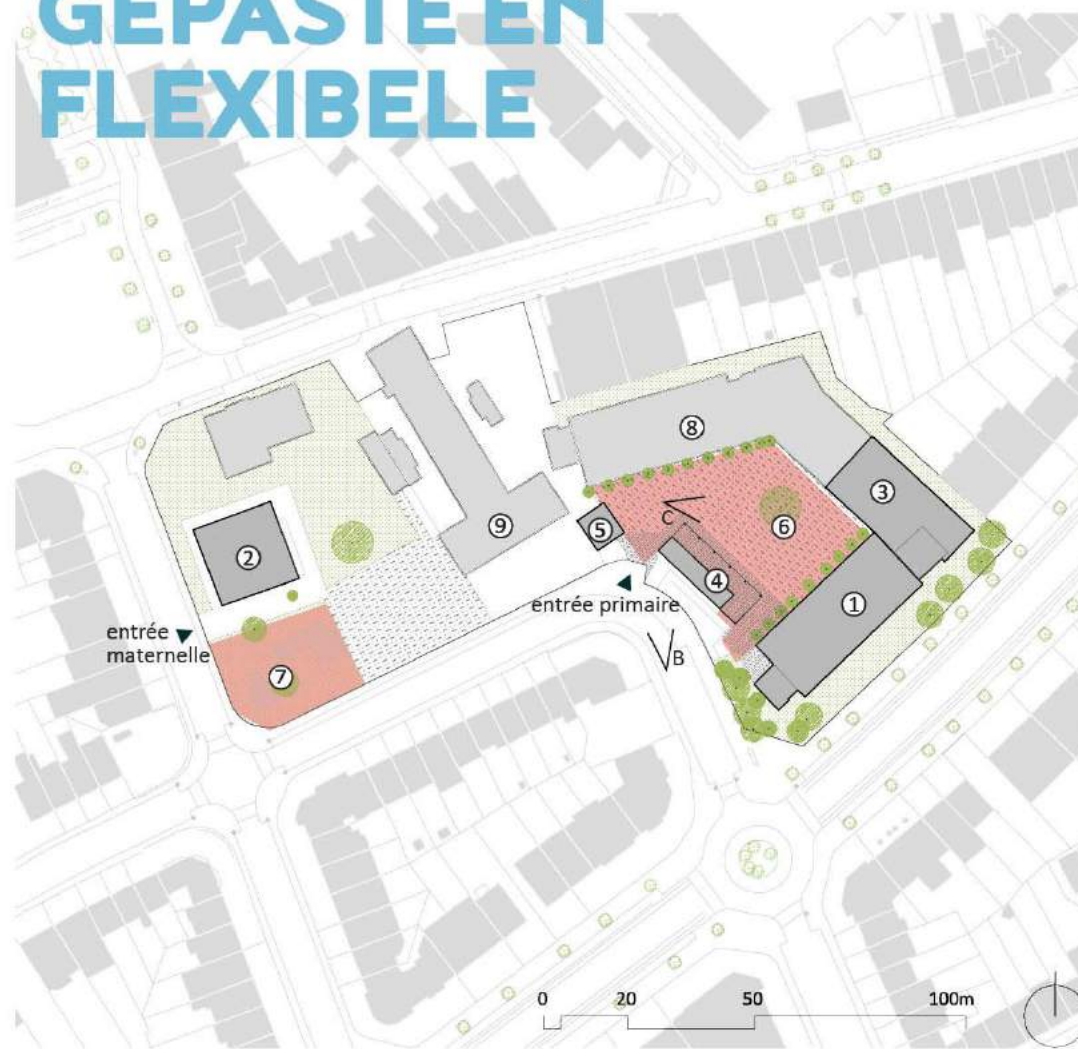 GEPASTE EN
FLEXIBELE
8
3
C
5
6
9
2
4
entrée primaire
1
entrée
maternelle
B
7
0 20 50 100m